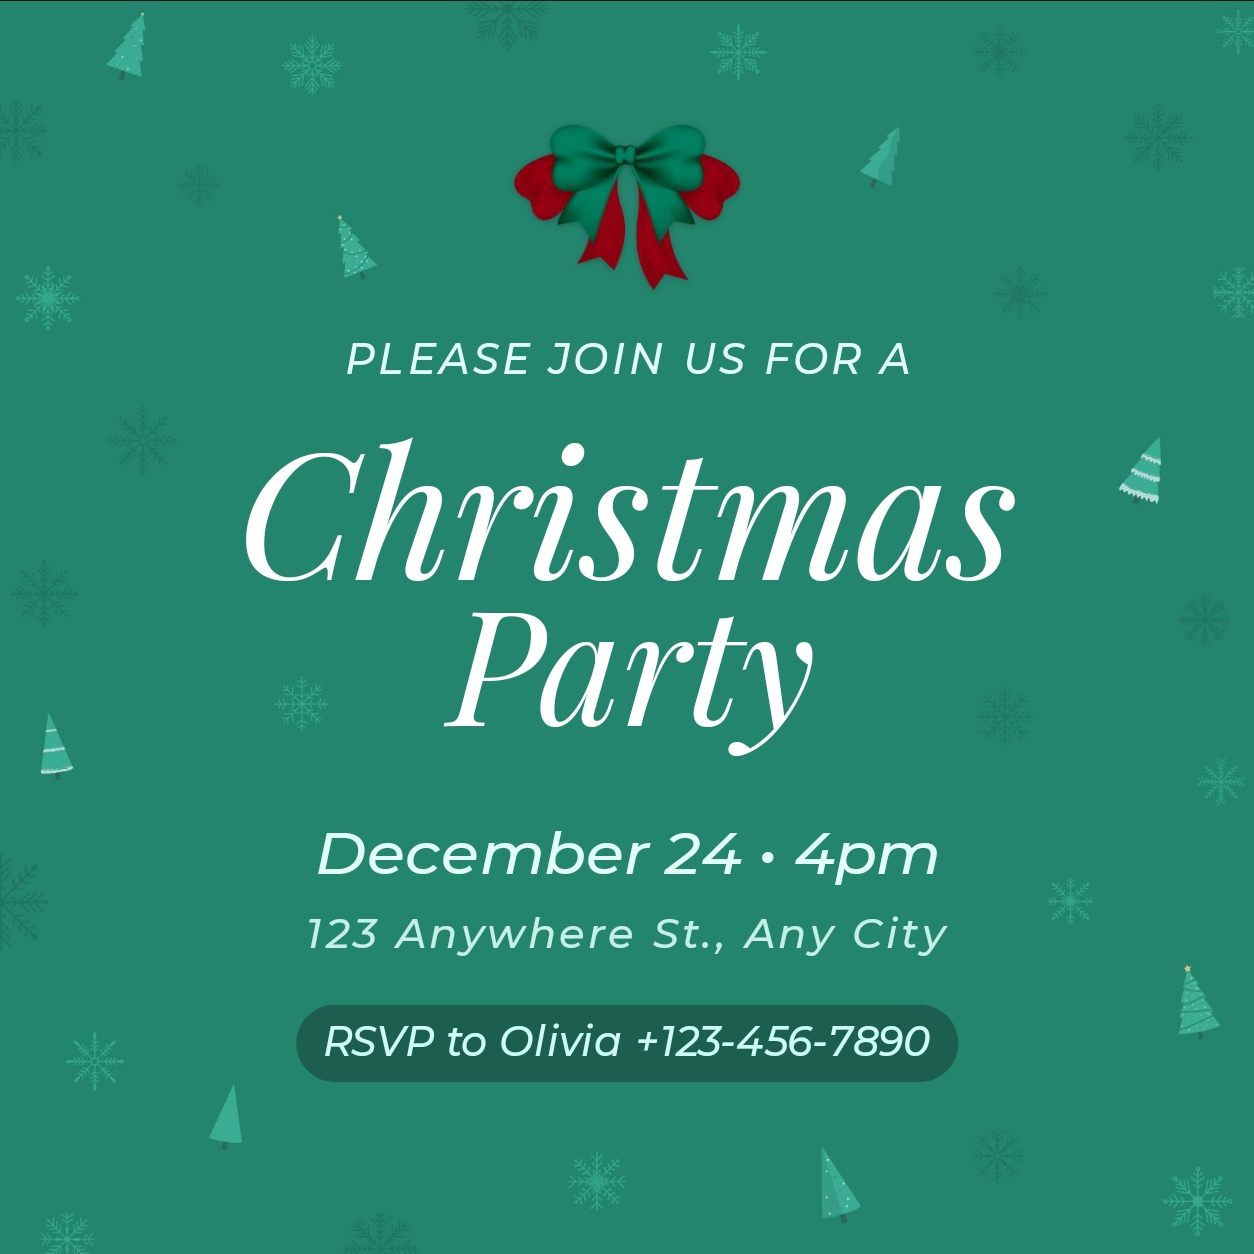 PLEASE JOIN US FOR A
Christmas
Party
December 24 • 4pm
123 Anywhere St., Any City
RSVP to Olivia +123-456-7890